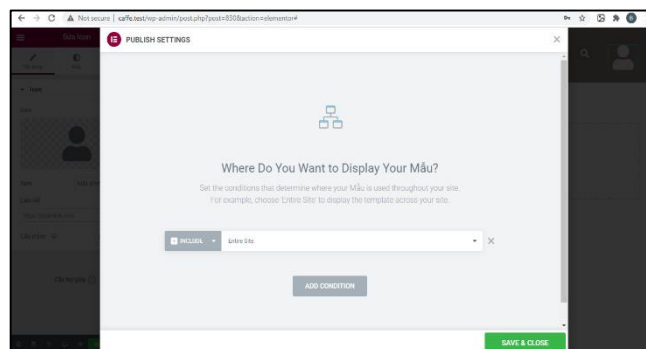 Not secure | caffe.test/wp-admin/post.php?post=830&action=elementor#
Sửa Icon
PUBLISH SETTINGS
Where Do You Want to Display Your Mẫu?
Set the conditions that determine where your Mẫu is used throughout your site.
For example, choose 'Entire Site' to display the template across your site.
INCLUDE
Entire Site
ADD CONDITION
SAVE & CLOSE